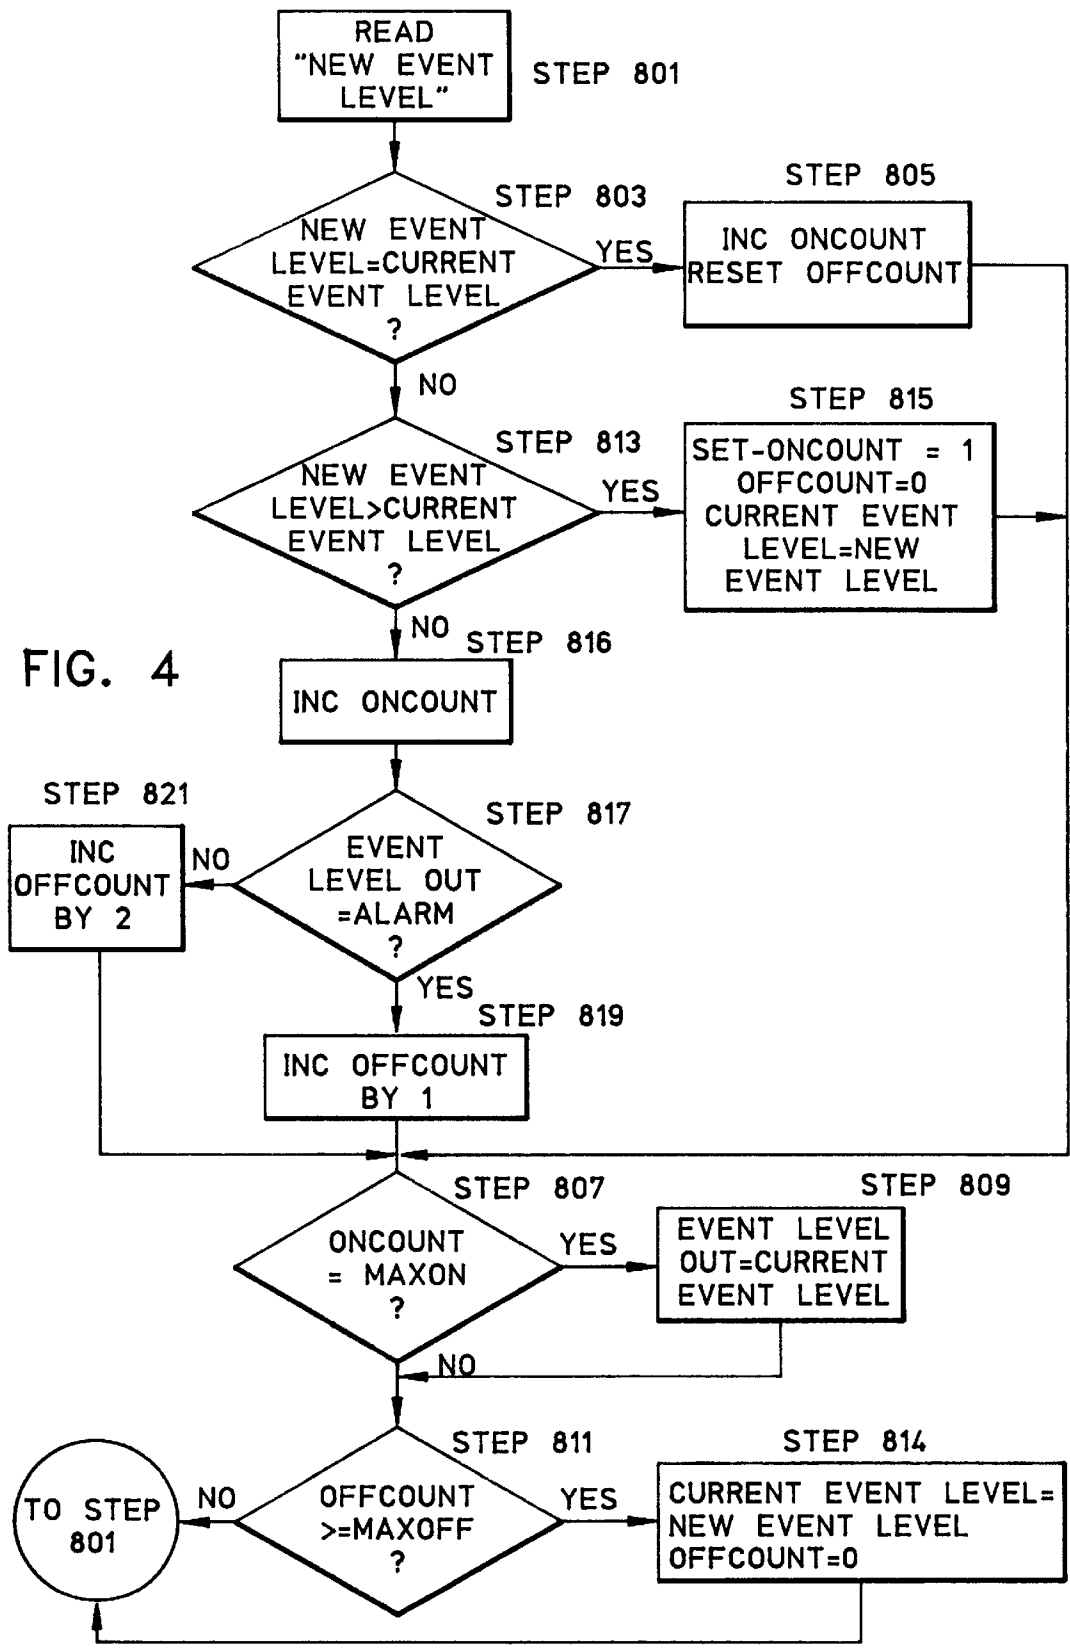 READ
"NEW EVENT
LEVEL"
STEP 801
STEP 803
NEW EVENT
LEVEL=CURRENT
EVENT LEVEL
?
YES
STEP 805
INC ONCOUNT
RESET OFFCOUNT
NO
STEP 813
NEW EVENT
LEVEL>CURRENT
EVENT LEVEL
?
YES
STEP 815
SET-ONCOUNT = 1
OFFCOUNT=0
CURRENT EVENT
LEVEL=NEW
EVENT LEVEL
NO
STEP 816
FIG. 4
INC ONCOUNT
STEP 817
EVENT
LEVEL OUT
=ALARM
?
NO
STEP 821
INC
OFFCOUNT
BY 2
YES
STEP 819
INC OFFCOUNT
BY 1
STEP 807
ONCOUNT
= MAXON
?
YES
STEP 809
EVENT LEVEL
OUT=CURRENT
EVENT LEVEL
NO
STEP 811
OFFCOUNT
>=MAXOFF
?
YES
STEP 814
CURRENT EVENT LEVEL=
NEW EVENT LEVEL
OFFCOUNT=0
NO
TO STEP
801